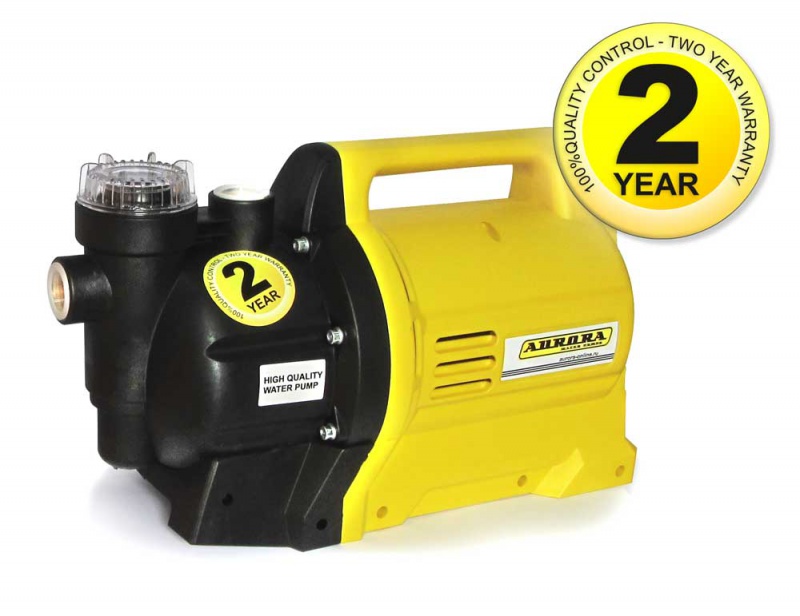 100%QUALITY CONTROL - TWO YEAR WARRANTY
2
YEAR
100%QUALITY CONTROL - TWO YEAR WARRANTY
2
YEAR
HIGH QUALITY
WATER PUMP
AURORA
WATER PUMPS
aurora-online.ru